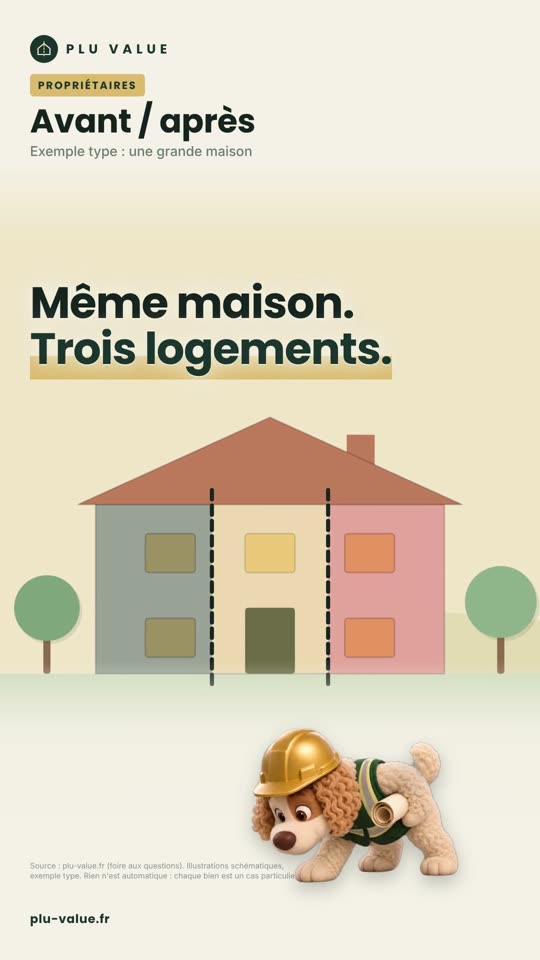 PLU VALUE
PROPRIÉTAIRES
Avant / après
Exemple type : une grande maison
Même maison.
Trois logements.
Source : plu-value.fr (foire aux questions). Illustrations schématiques,
exemple type. Rien n'est automatique : chaque bien est un cas particulie
plu-value.fr